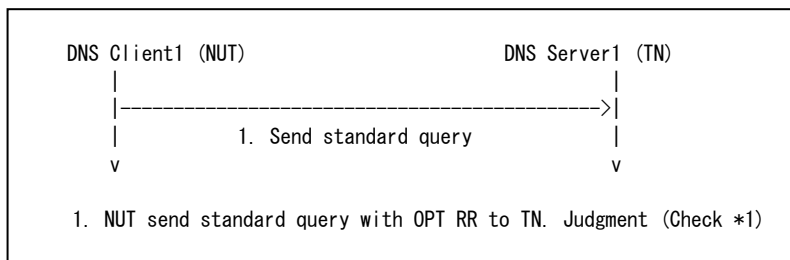 DNS Client1 (NUT) DNS Server1 (TN)
1. Send standard query
v v
1. NUT send standard query with OPT RR to TN. Judgment (Check *1)